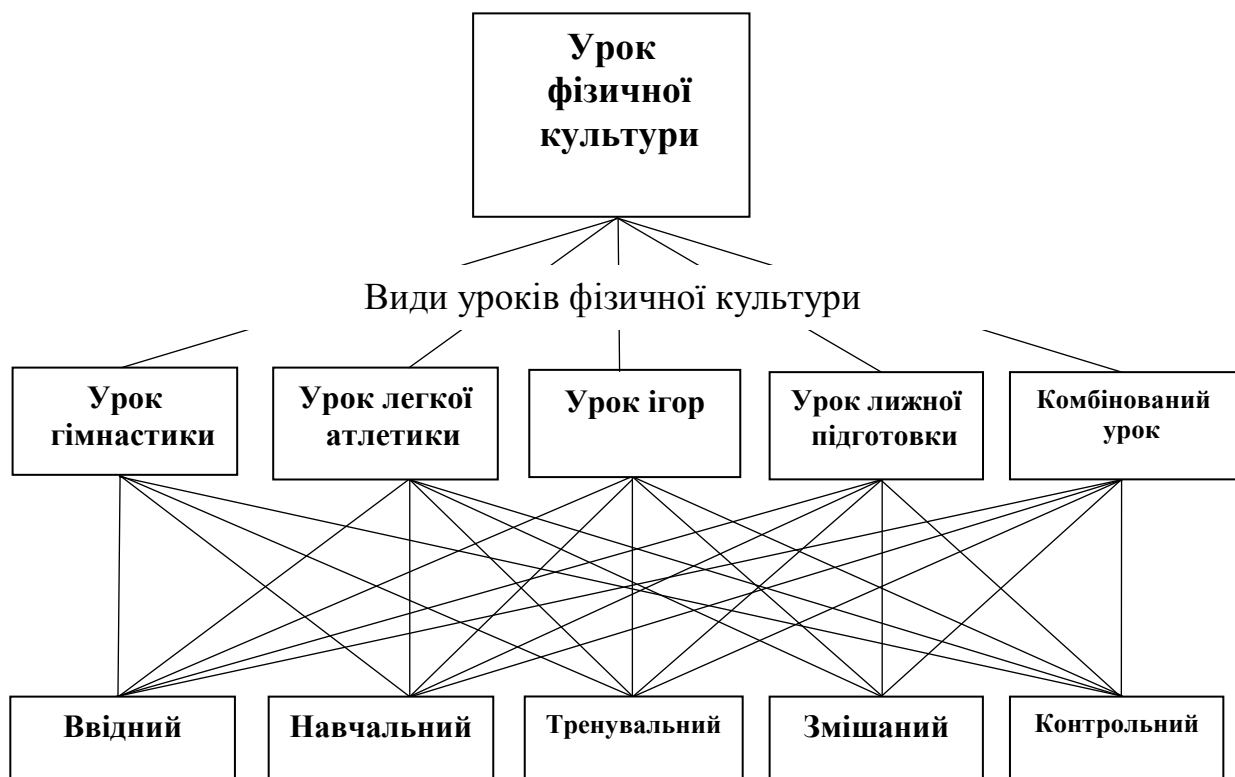 Урок
фізичної
культури
Види уроків фізичної культури
Урок
гімнастики
Урок легкої
атлетики
Урок ігор
Урок лижної
підготовки
Комбінований
урок
Ввідний
Навчальний
Тренувальний
Змішаний
Контрольний